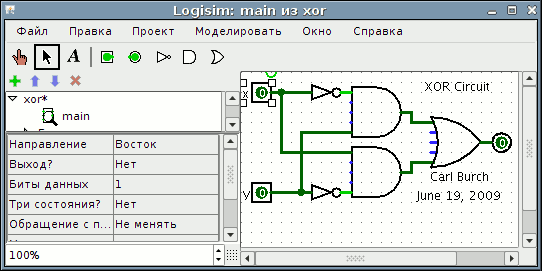 Logisim: main из xor
Файл Правка Проект Моделировать Окно Справка
A
xor*
main
Направление Восток
Выход? Нет
Биты данных 1
Три состояния? Нет
Обращение с п... Не менять
100%
XOR Circuit
x 0
0
y 0
Carl Burch
June 19, 2009